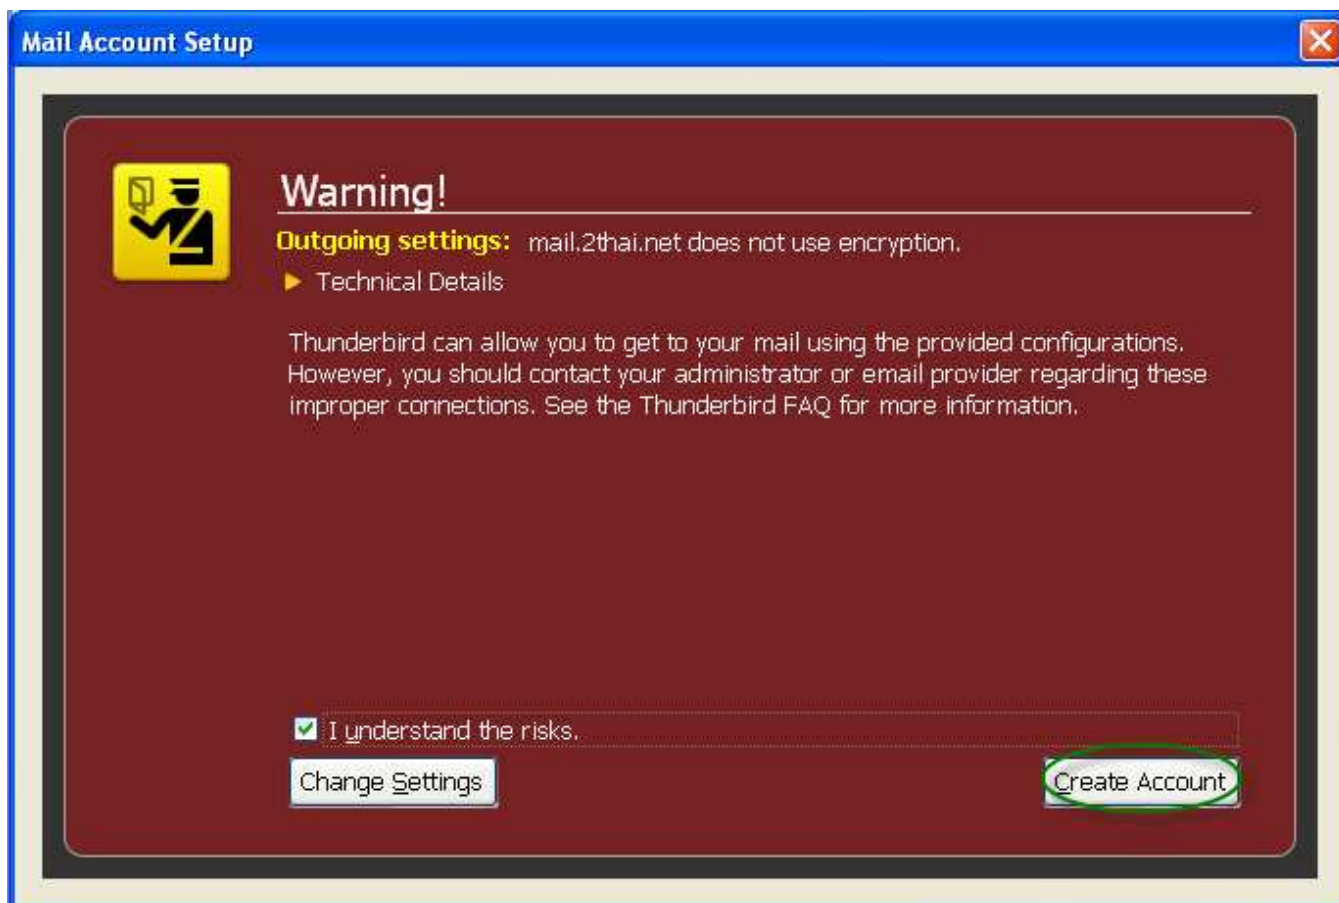 Mail Account Setup
Warning!
Outgoing settings: mail.2thai.net does not use encryption.
Technical Details
Thunderbird can allow you to get to your mail using the provided configurations.
However, you should contact your administrator or email provider regarding these
improper connections. See the Thunderbird FAQ for more information.
I understand the risks.
Change Settings
Create Account